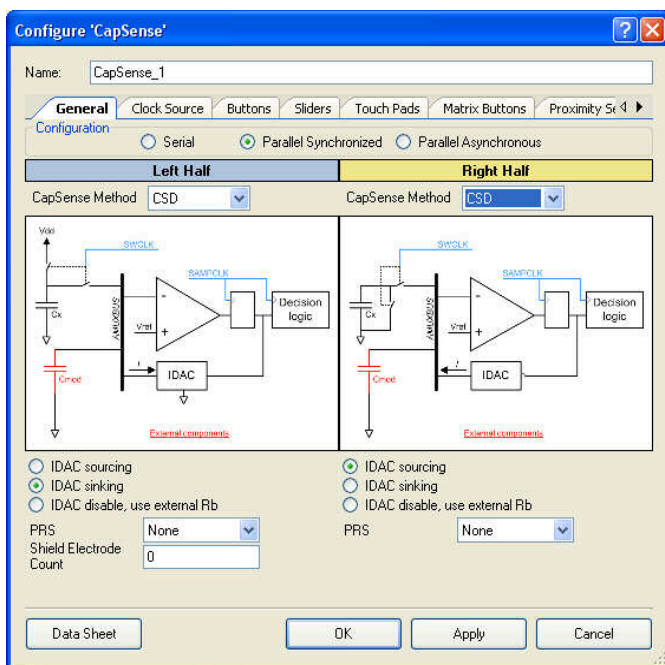 Configure 'CapSense'
Name: CapSense_1
General Clock Source Buttons Sliders Touch Pads Matrix Buttons Proximity Se
Configuration
Serial Parallel Synchronized Parallel Asynchronous
Left Half Right Half
CapSense Method CSD CapSense Method CSD
Vdd
SWCLK
SAMPCLK
Cx
AMUXBUS
Vref
Decision logic
Cmod
i
IDAC
External components
SWCLK
SAMPCLK
Cx
AMUXBUS
Vref
Decision logic
Cmod
i
IDAC
External components
IDAC sourcing IDAC sourcing
IDAC sinking IDAC sinking
IDAC disable, use external Rb IDAC disable, use external Rb
PRS None PRS None
Shield Electrode Count 0
Data Sheet OK Apply Cancel